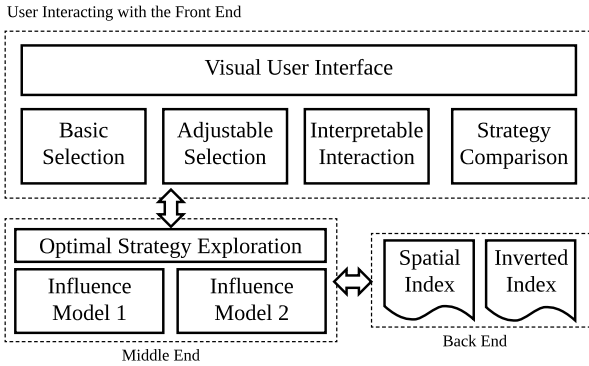 User Interacting with the Front End
Visual User Interface
Basic
Selection
Adjustable
Selection
Interpretable
Interaction
Strategy
Comparison
Optimal Strategy Exploration
Influence
Model 1
Influence
Model 2
Middle End
Spatial
Index
Inverted
Index
Back End